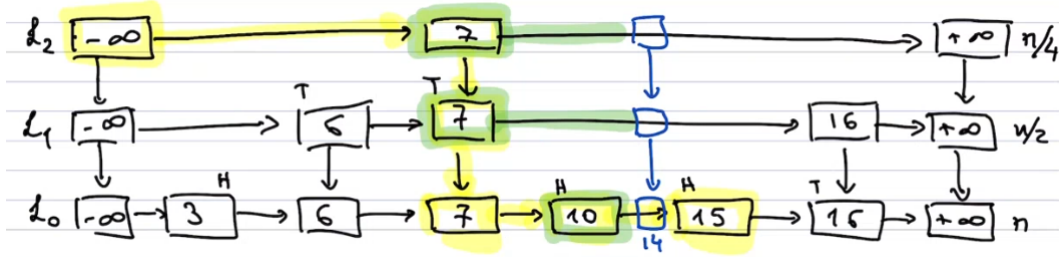 L2 -∞ 7 +∞ n/4
T T
L1 -∞ 6 7 16 +∞ n/2
H H H T
L0 -∞ 3 6 7 10 15 16 +∞ n
14